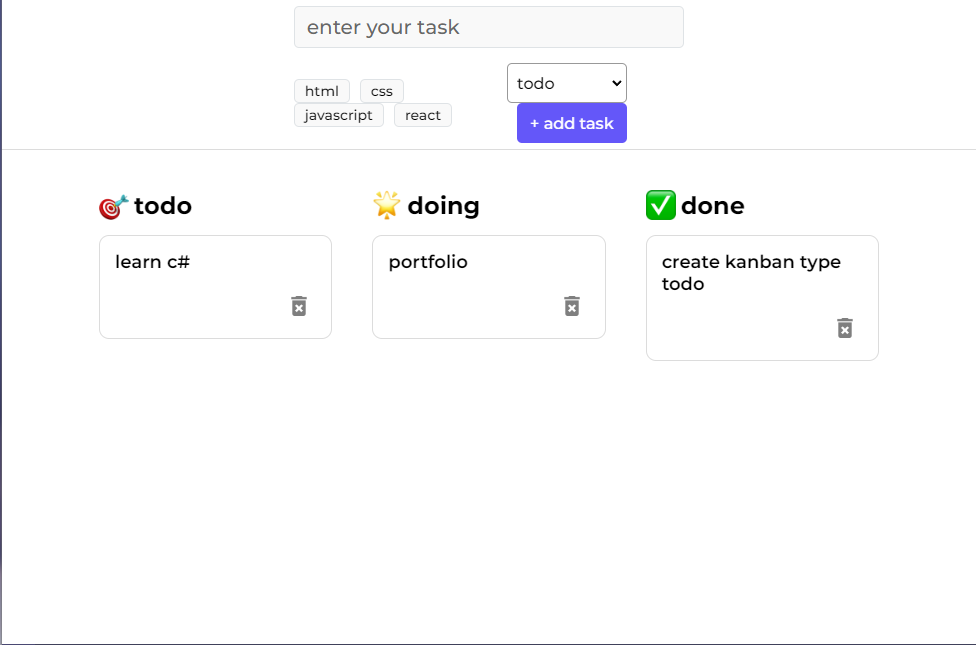 enter your task
html css
todo
javascript react
+ add task
todo
doing
done
learn c#
portfolio
create kanban type
todo